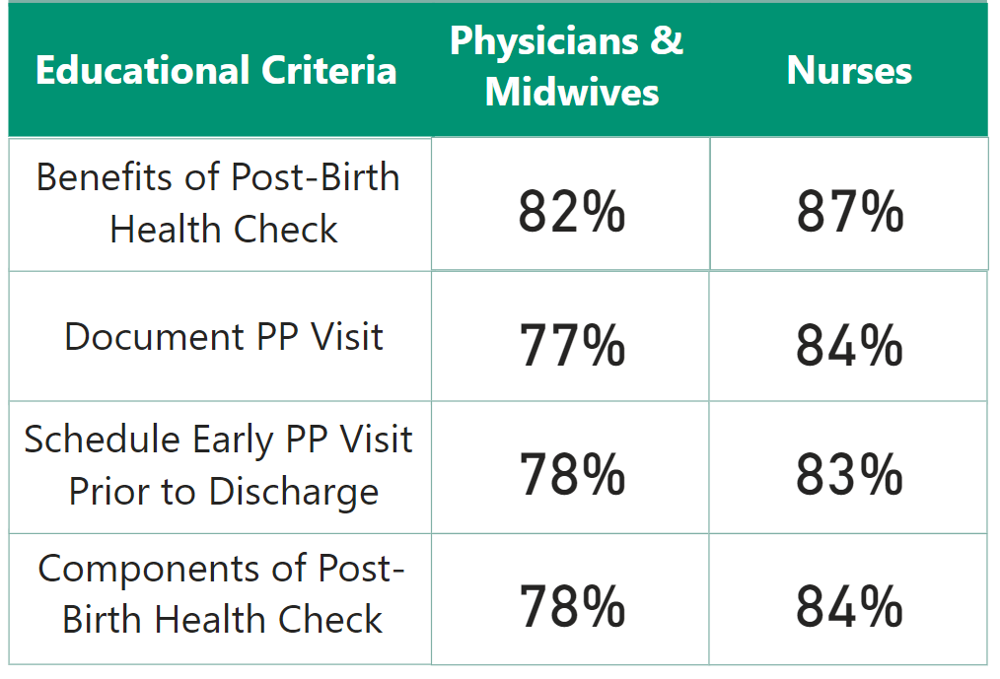 Educational Criteria
Physicians &
Midwives
Nurses
Benefits of Post-Birth
Health Check
82%
87%
Document PP Visit
77%
84%
Schedule Early PP Visit
Prior to Discharge
78%
83%
Components of Post-
Birth Health Check
78%
84%